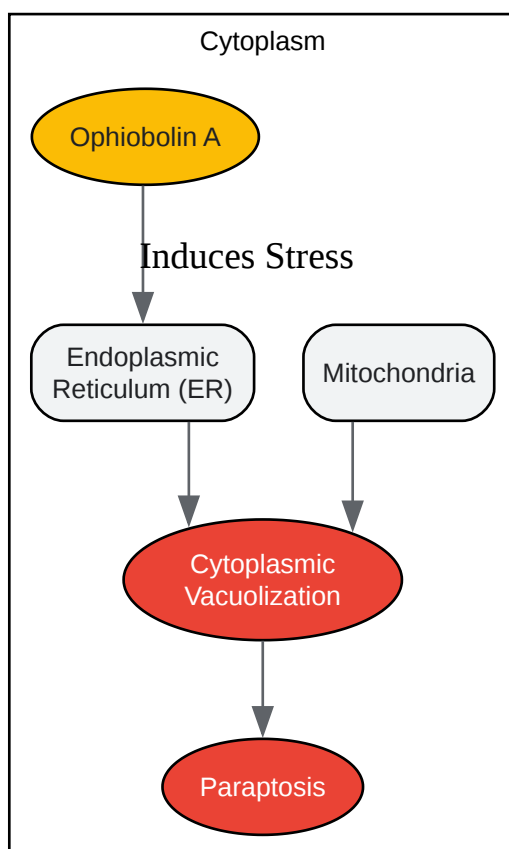 Cytoplasm
Ophiobolin A
Induces Stress
Endoplasmic
Reticulum (ER)
Mitochondria
Cytoplasmic
Vacuolization
Paraptosis